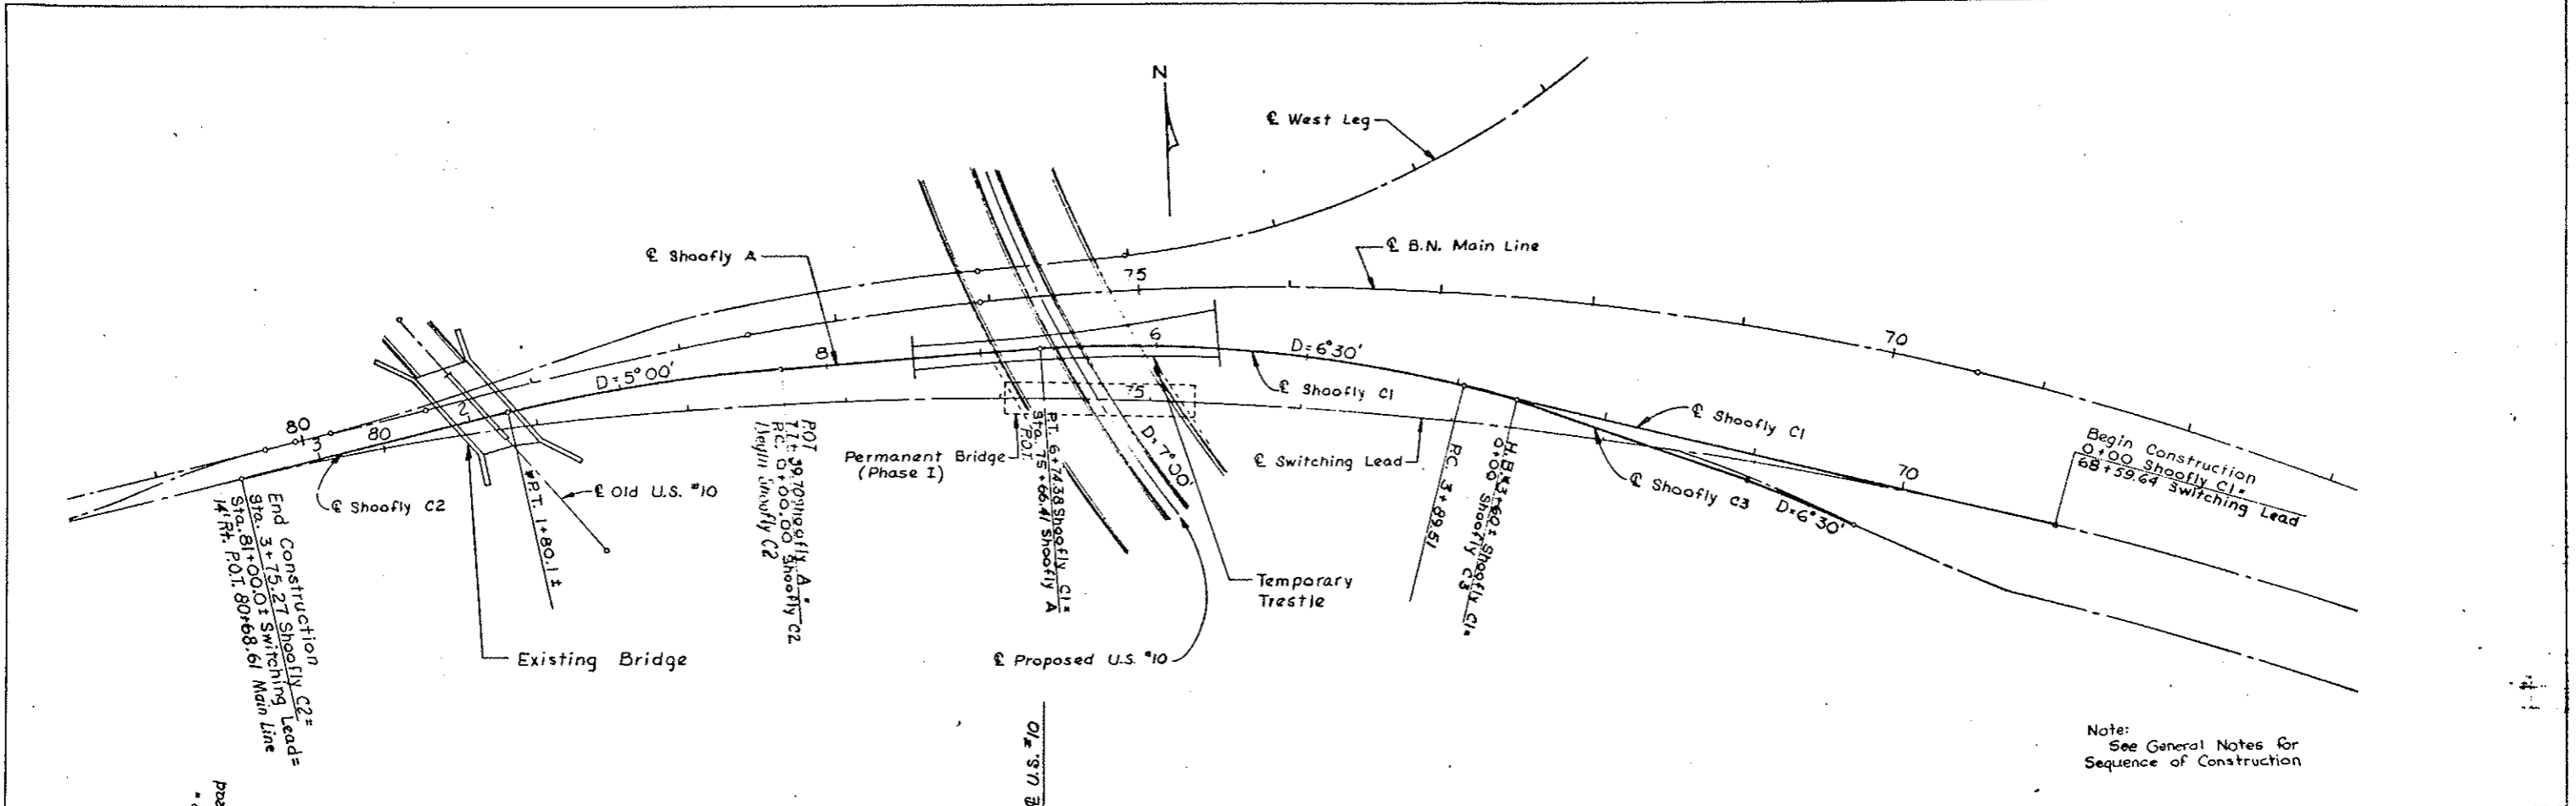 N
℄ West Leg
℄ Shoofly A
℄ B.N. Main Line
75
70
8
6
D=6°30'
D=5°00'
℄ Shoofly C1
80
3
80
2
75
Permanent Bridge
(Phase I)
℄ Switching Lead
℄ Shoofly C1
℄ Shoofly C3
70
D=6°30'
Begin Construction
0+00 Shoofly C1=
68+59.64 Switching Lead
℄ Shoofly C2
℄ Old U.S. #10
P.T. 1+80.1±
End Construction
Sta. 3+75.27 Shoofly C2=
Sta. 81+00.0± Switching Lead=
14' Rt. P.O.T. 80+68.61 Main Line
Existing Bridge
POT
77+39.70 Shoofly A=
P.C. 0+00.00 Shoofly C2
Shoofly C2
P.T. 6+74.38 Shoofly C1=
Sta. 75+66.41 Shoofly A
P.O.T.
D=7°00'
℄ Proposed U.S. #10
Temporary
Trestle
P.C. 3+89.51
Shoofly C1=
0+00 Shoofly C3
U.S. #10
Note:
See General Notes for
Sequence of Construction